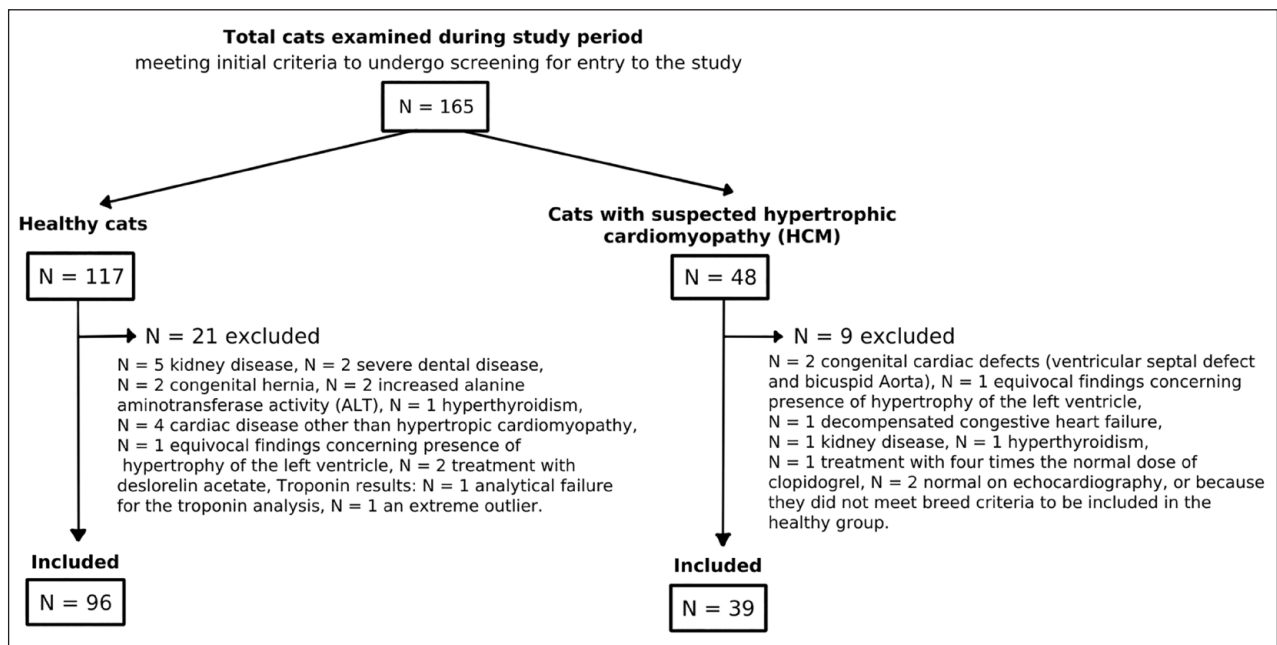 Total cats examined during study period
meeting initial criteria to undergo screening for entry to the study
N = 165
Healthy cats
N = 117
N = 21 excluded
N = 5 kidney disease, N = 2 severe dental disease,
N = 2 congenital hernia, N = 2 increased alanine
aminotransferase activity (ALT), N = 1 hyperthyroidism,
N = 4 cardiac disease other than hypertropic cardiomyopathy,
N = 1 equivocal findings concerning presence of
hypertrophy of the left ventricle, N = 2 treatment with
deslorelin acetate, Troponin results: N = 1 analytical failure
for the troponin analysis, N = 1 an extreme outlier.
Included
N = 96
Cats with suspected hypertrophic
cardiomyopathy (HCM)
N = 48
N = 9 excluded
N = 2 congenital cardiac defects (ventricular septal defect
and bicuspid Aorta), N = 1 equivocal findings concerning
presence of hypertrophy of the left ventricle,
N = 1 decompensated congestive heart failure,
N = 1 kidney disease, N = 1 hyperthyroidism,
N = 1 treatment with four times the normal dose of
clopidogrel, N = 2 normal on echocardiography, or because
they did not meet breed criteria to be included in the
healthy group.
Included
N = 39